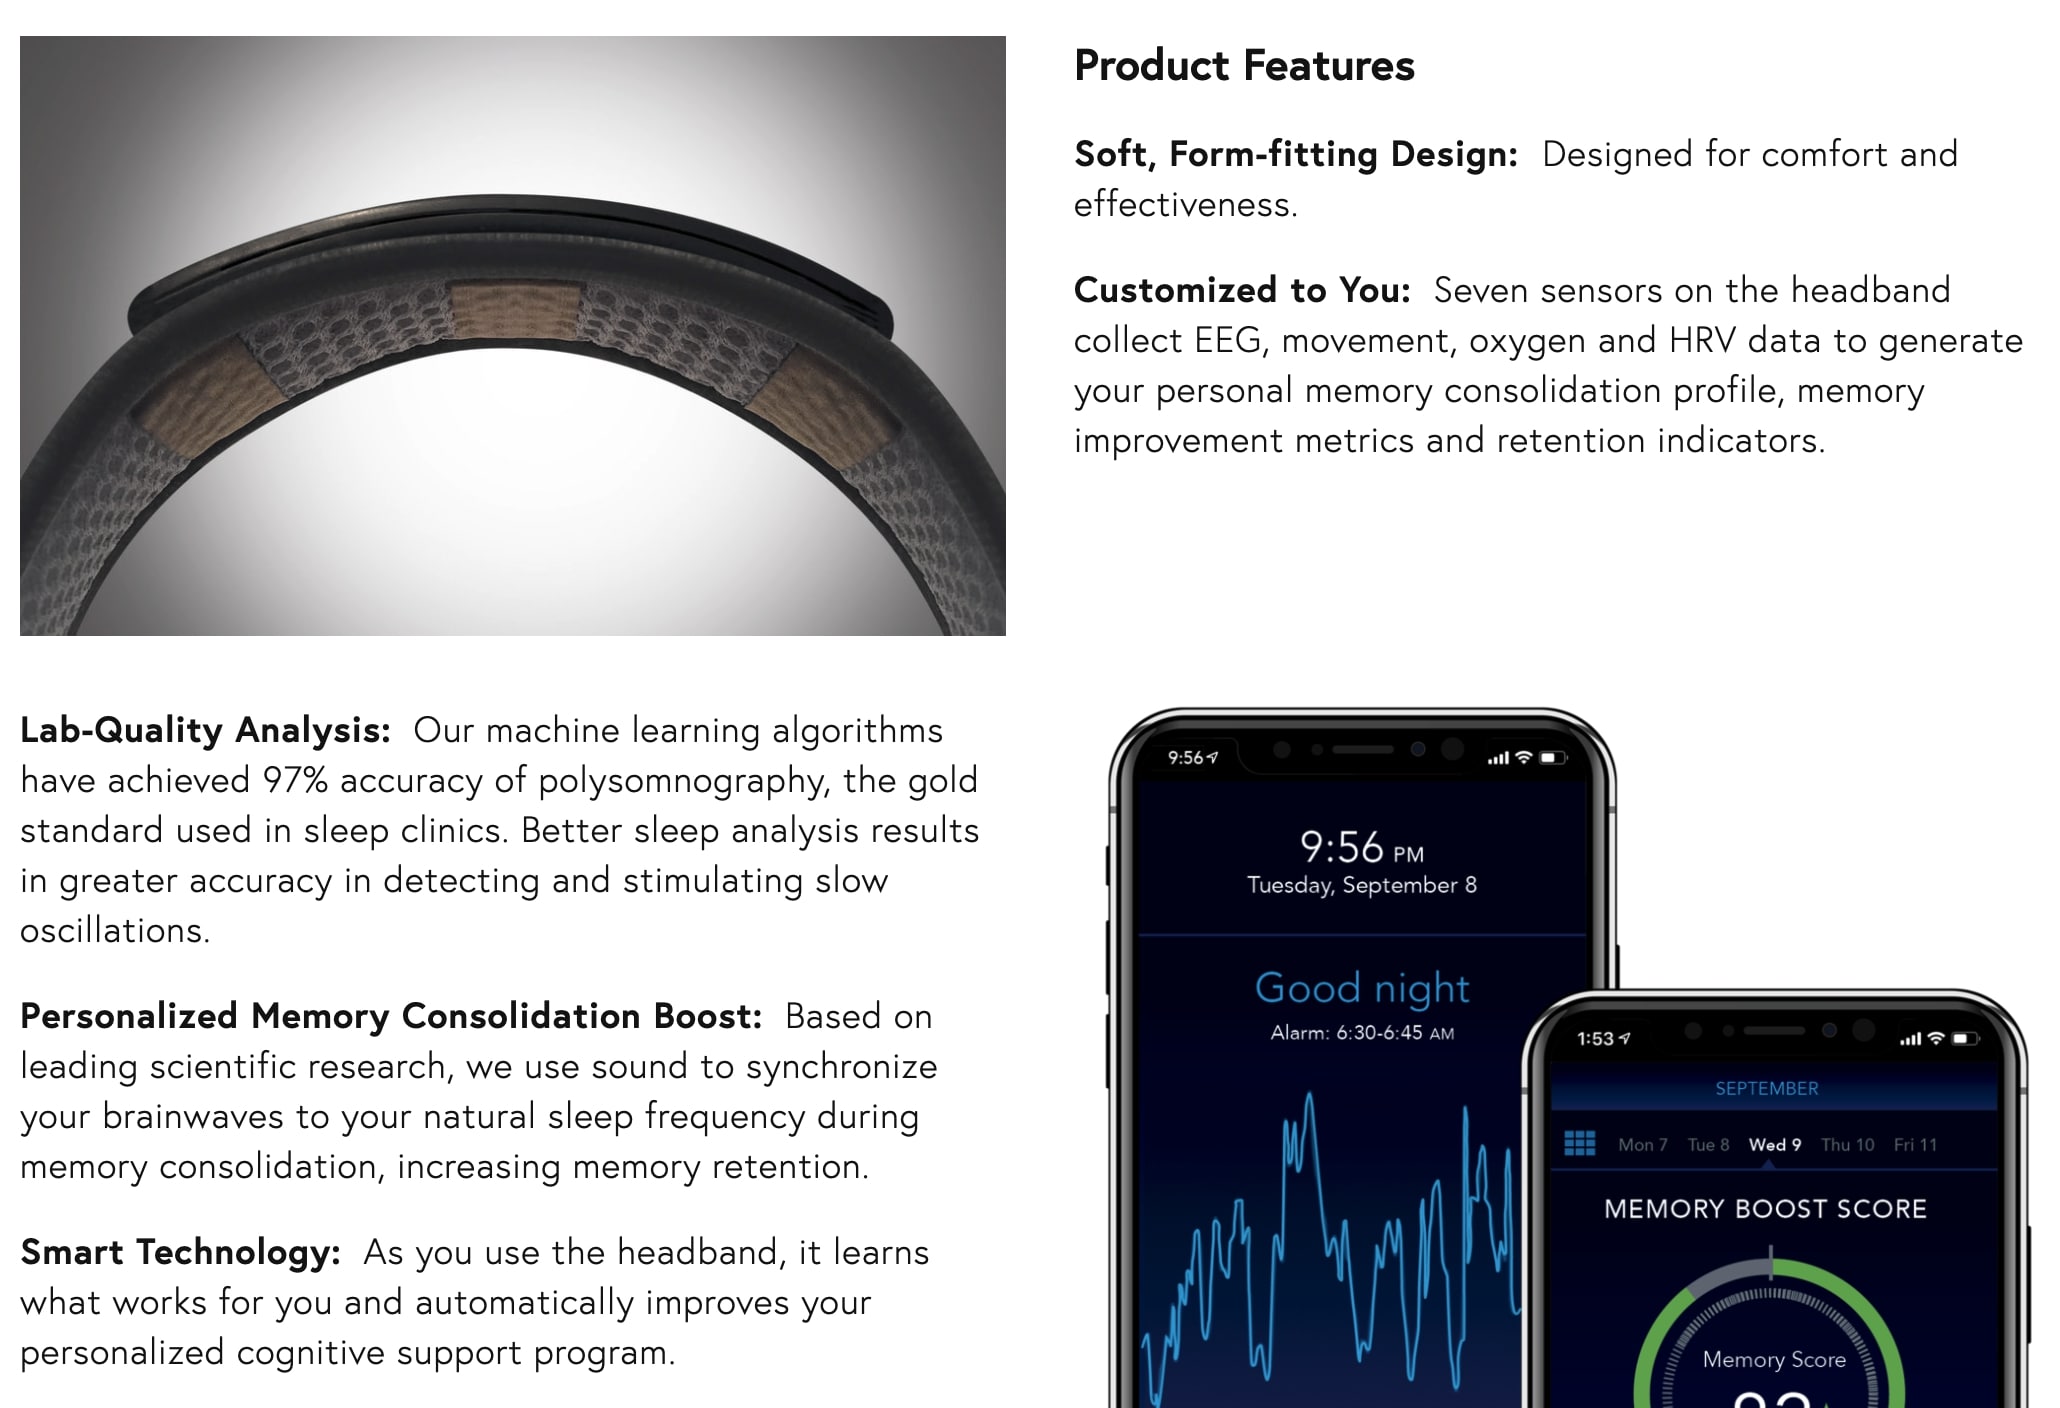 Product Features
Soft, Form-fitting Design: Designed for comfort and
effectiveness.
Customized to You: Seven sensors on the headband
collect EEG, movement, oxygen and HRV data to generate
your personal memory consolidation profile, memory
improvement metrics and retention indicators.
Lab-Quality Analysis: Our machine learning algorithms
have achieved 97% accuracy of polysomnography, the gold
standard used in sleep clinics. Better sleep analysis results
in greater accuracy in detecting and stimulating slow
oscillations.
Personalized Memory Consolidation Boost: Based on
leading scientific research, we use sound to synchronize
your brainwaves to your natural sleep frequency during
memory consolidation, increasing memory retention.
Smart Technology: As you use the headband, it learns
what works for you and automatically improves your
personalized cognitive support program.
9:56
9:56 PM
Tuesday, September 8
Good night
Alarm: 6:30-6:45 AM
1:53
SEPTEMBER
Mon 7 Tue 8 Wed 9 Thu 10 Fri 11
MEMORY BOOST SCORE
Memory Score